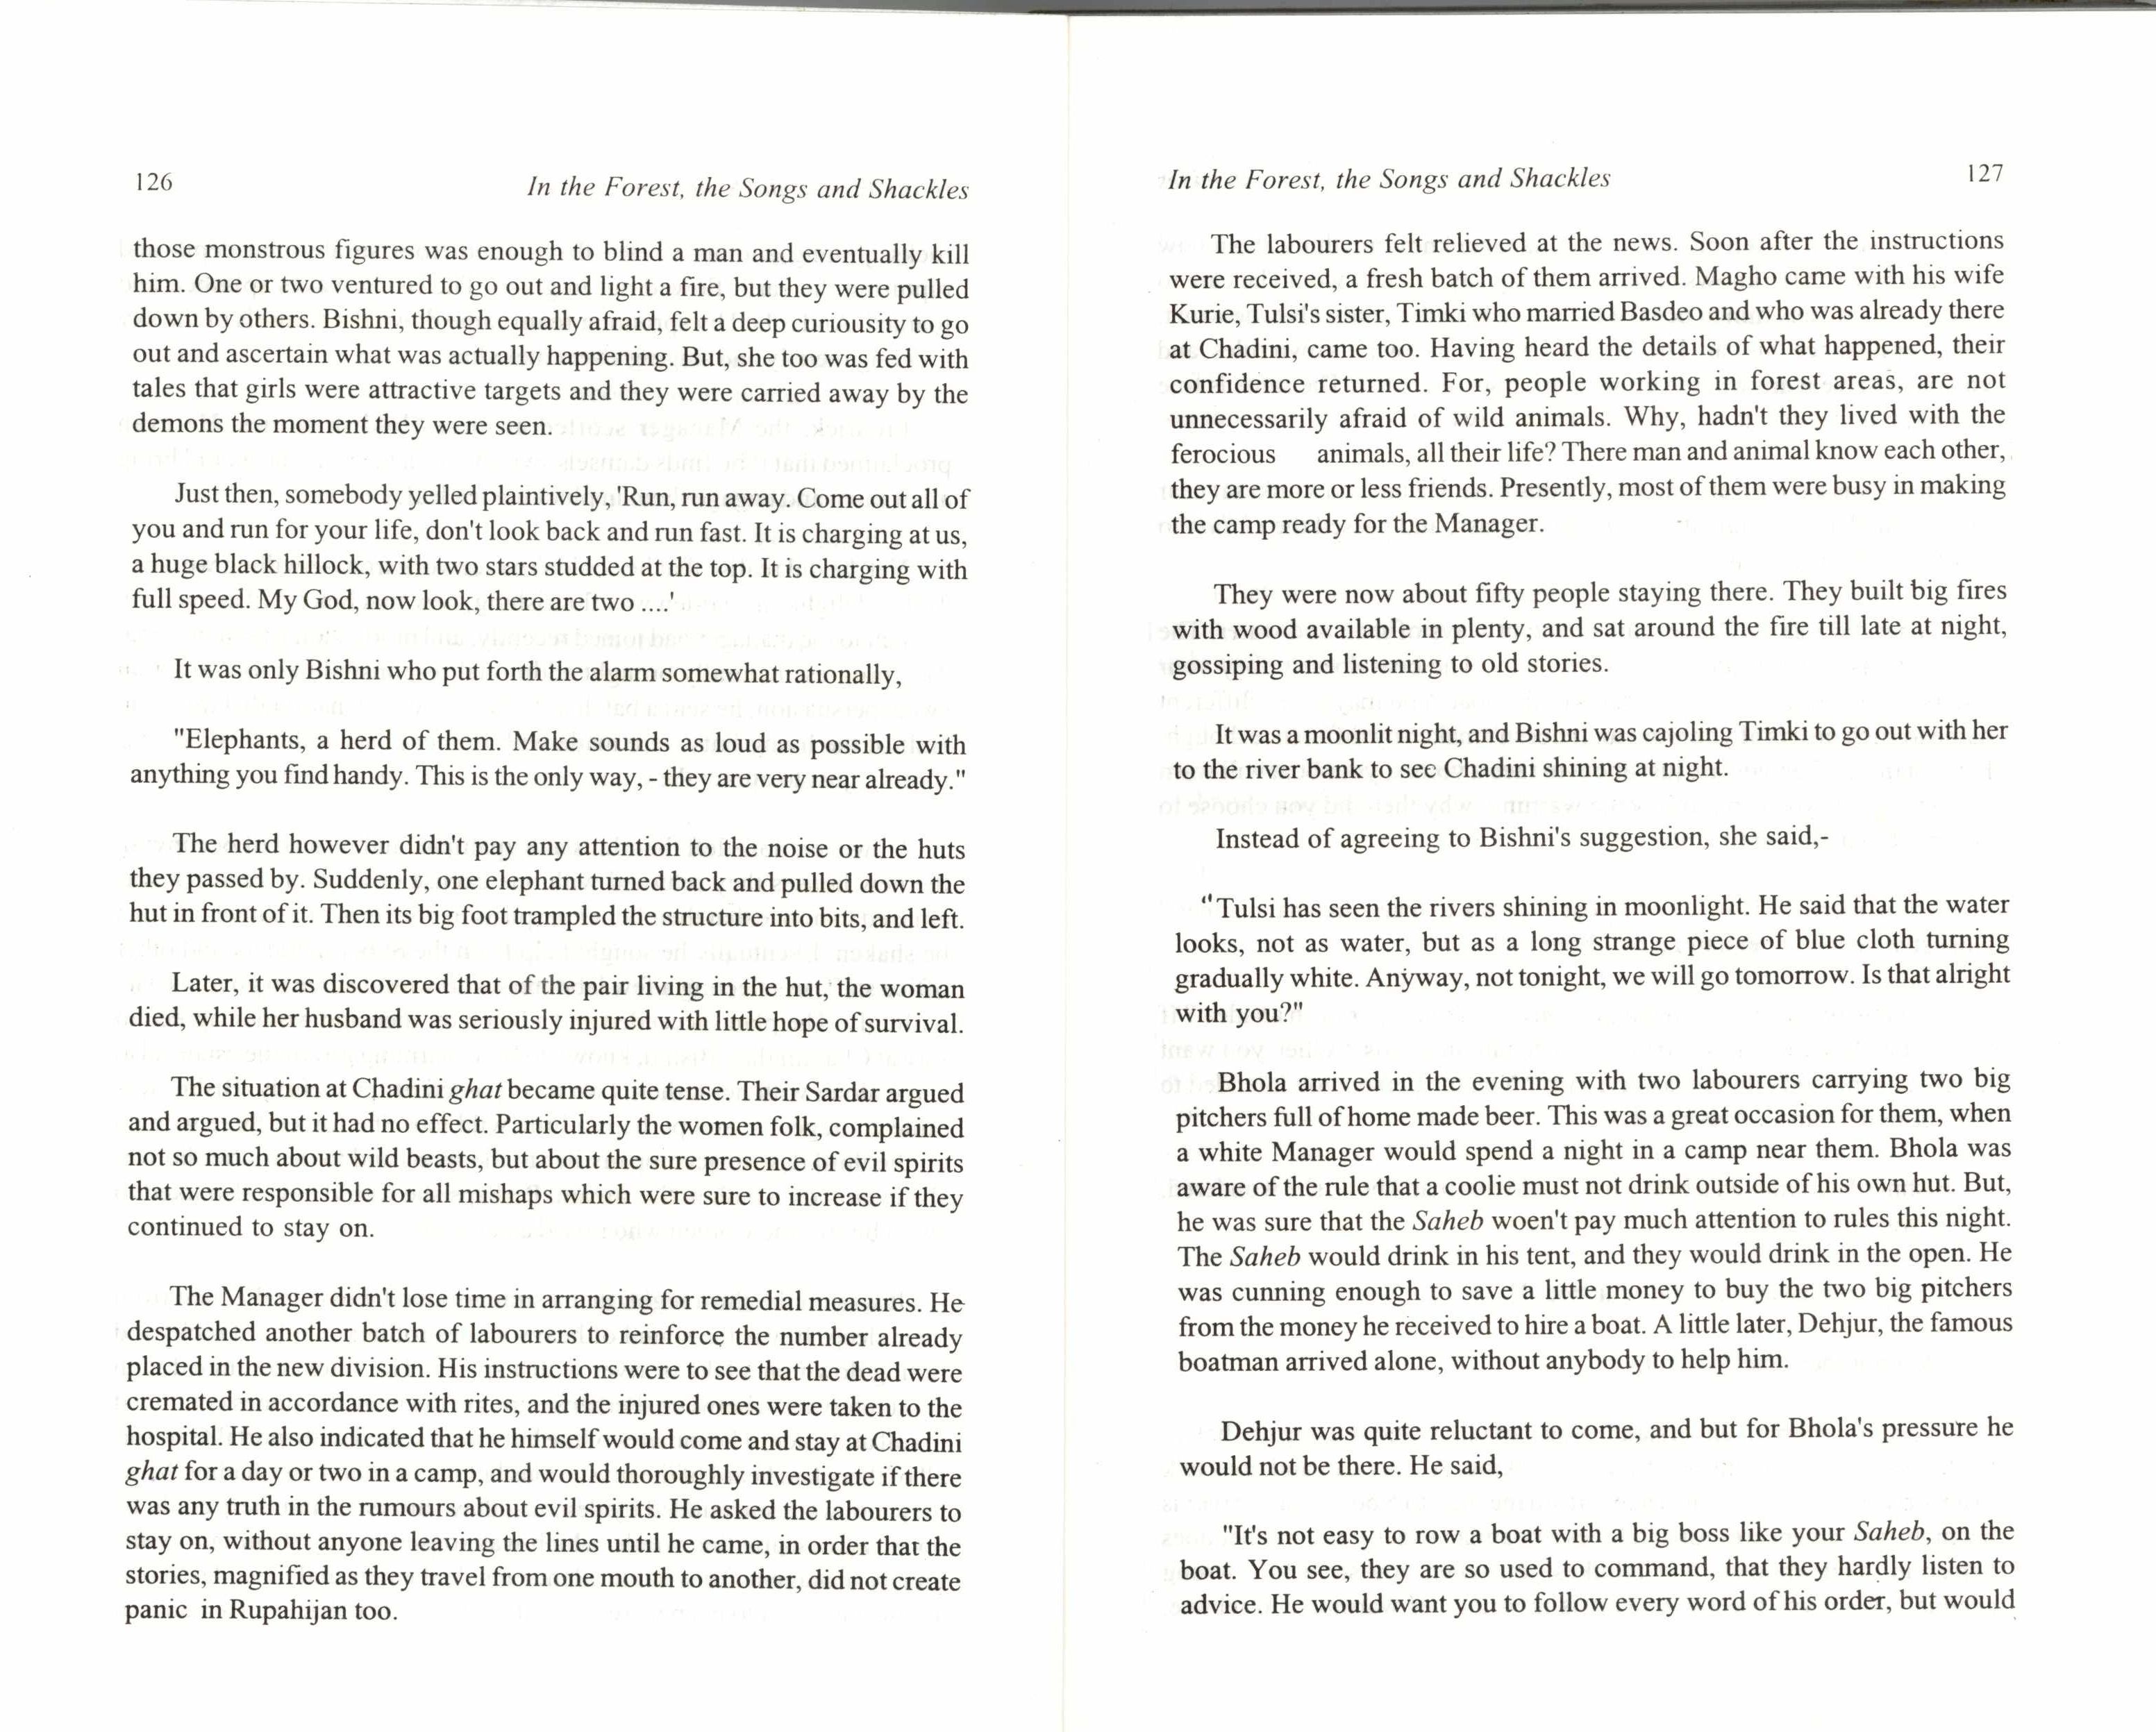 126
In the Forest, the Songs and Shackles
those monstrous figures was enough to blind a man and eventually kill
him. One or two ventured to go out and light a fire, but they were pulled
down by others. Bishni, though equally afraid, felt a deep curiousity to go
out and ascertain what was actually happening. But, she too was fed with
tales that girls were attractive targets and they were carried away by the
demons the moment they were seen.
Just then, somebody yelled plaintively, 'Run, run away. Come out all of
you and run for your life, don't look back and run fast. It is charging at us,
a huge black hillock, with two stars studded at the top. It is charging with
full speed. My God, now look, there are two ....'
It was only Bishni who put forth the alarm somewhat rationally,
"Elephants, a herd of them. Make sounds as loud as possible with
anything you find handy. This is the only way, - they are very near already."
The herd however didn't pay any attention to the noise or the huts
they passed by. Suddenly, one elephant turned back and pulled down the
hut in front of it. Then its big foot trampled the structure into bits, and left.
Later, it was discovered that of the pair living in the hut, the woman
died, while her husband was seriously injured with little hope of survival.
The situation at Chadini ghat became quite tense. Their Sardar argued
and argued, but it had no effect. Particularly the women folk, complained
not so much about wild beasts, but about the sure presence of evil spirits
that were responsible for all mishaps which were sure to increase if they
continued to stay on.
The Manager didn't lose time in arranging for remedial measures. He
despatched another batch of labourers to reinforce the number already
placed in the new division. His instructions were to see that the dead were
cremated in accordance with rites, and the injured ones were taken to the
hospital. He also indicated that he himself would come and stay at Chadini
ghat for a day or two in a camp, and would thoroughly investigate if there
was any truth in the rumours about evil spirits. He asked the labourers to
stay on, without anyone leaving the lines until he came, in order that the
stories, magnified as they travel from one mouth to another, did not create
panic in Rupahijan too.
In the Forest, the Songs and Shackles
127
The labourers felt relieved at the news. Soon after the instructions
were received, a fresh batch of them arrived. Magho came with his wife
Kurie, Tulsi's sister, Timki who married Basdeo and who was already there
at Chadini, came too. Having heard the details of what happened, their
confidence returned. For, people working in forest areas, are not
unnecessarily afraid of wild animals. Why, hadn't they lived with the
ferocious animals, all their life? There man and animal know each other,
they are more or less friends. Presently, most of them were busy in making
the camp ready for the Manager.
They were now about fifty people staying there. They built big fires
with wood available in plenty, and sat around the fire till late at night,
gossiping and listening to old stories.
It was a moonlit night, and Bishni was cajoling Timki to go out with her
to the river bank to see Chadini shining at night.
Instead of agreeing to Bishni's suggestion, she said,-
"Tulsi has seen the rivers shining in moonlight. He said that the water
looks, not as water, but as a long strange piece of blue cloth turning
gradually white. Anyway, not tonight, we will go tomorrow. Is that alright
with you?"
Bhola arrived in the evening with two labourers carrying two big
pitchers full of home made beer. This was a great occasion for them, when
a white Manager would spend a night in a camp near them. Bhola was
aware of the rule that a coolie must not drink outside of his own hut. But,
he was sure that the Saheb woen't pay much attention to rules this night.
The Saheb would drink in his tent, and they would drink in the open. He
was cunning enough to save a little money to buy the two big pitchers
from the money he received to hire a boat. A little later, Dehjur, the famous
boatman arrived alone, without anybody to help him.
Dehjur was quite reluctant to come, and but for Bhola's pressure he
would not be there. He said,
"It's not easy to row a boat with a big boss like your Saheb, on the
boat. You see, they are so used to command, that they hardly listen to
advice. He would want you to follow every word of his order, but would